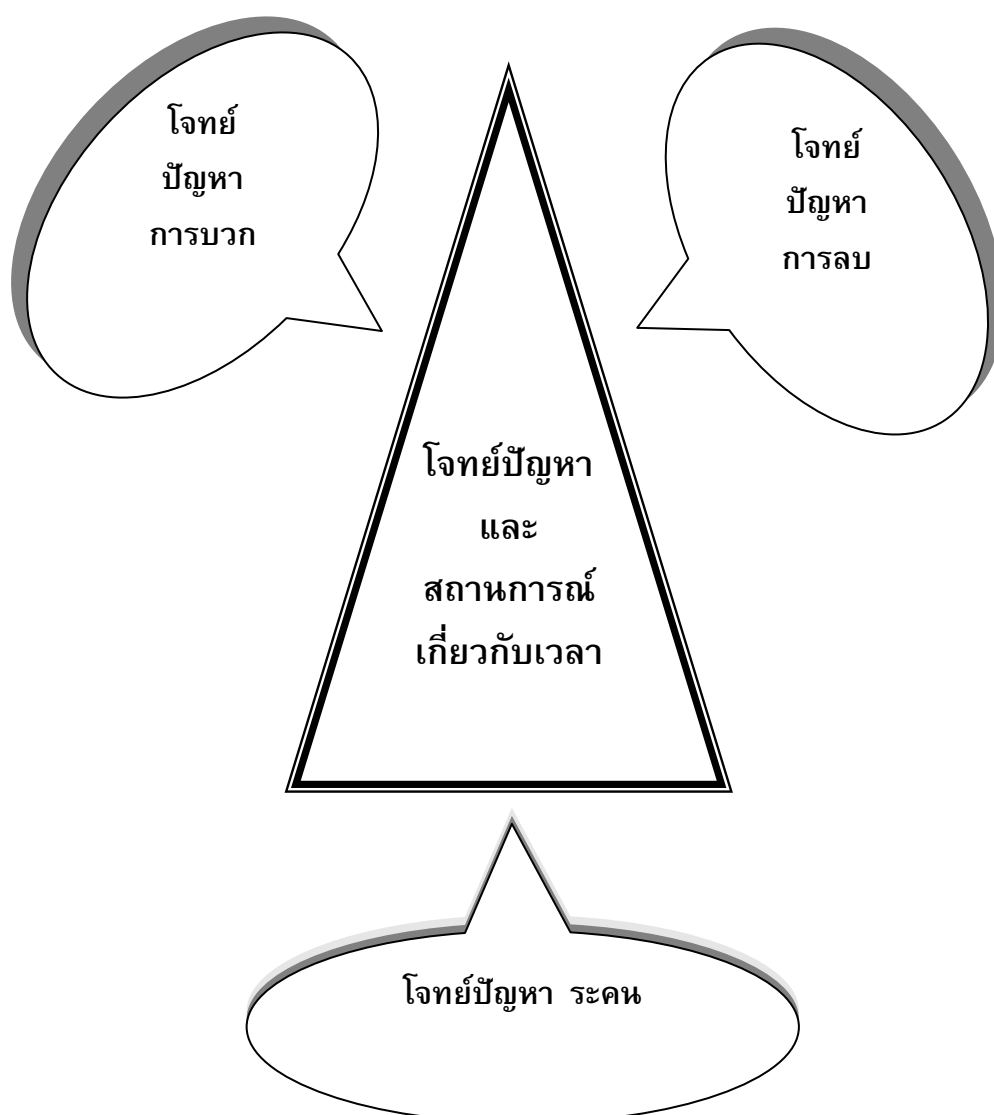 โจทย์
ปัญหา
การบวก
โจทย์
ปัญหา
การลบ
โจทย์ปัญหา
และ
สถานการณ์
เกี่ยวกับเวลา
โจทย์ปัญหา ระคน